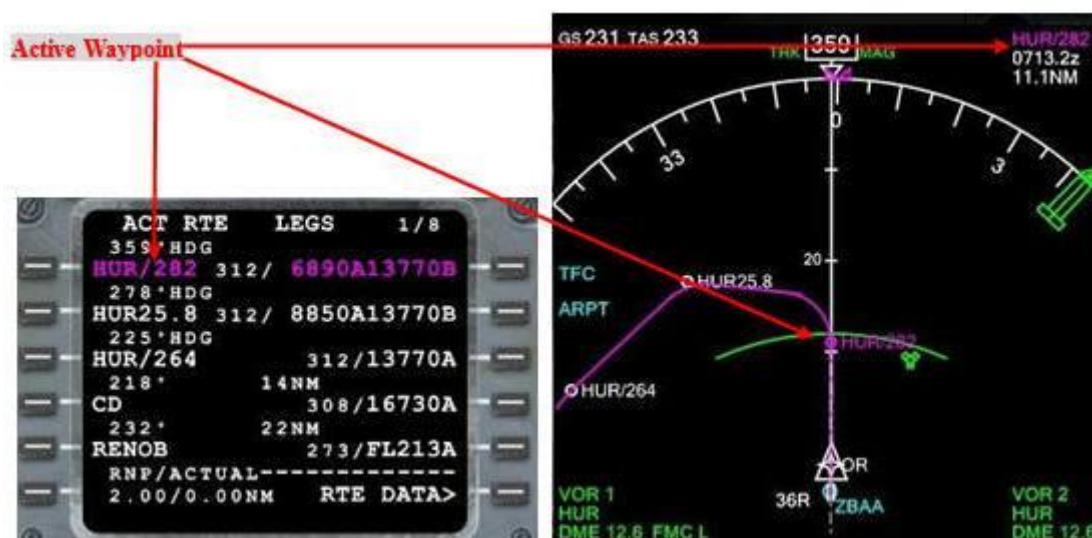 Active Waypoint
ACT RTE LEGS 1/8
359°HDG
HUR/282 312/ 6890A13770B
278°HDG
HUR25.8 312/ 8850A13770B
225°HDG
HUR/264 312/13770A
218° 14NM
CD 308/16730A
232° 22NM
RENOB 273/FL213A
RNP/ACTUAL--------------
2.00/0.00NM RTE DATA>
GS 231 TAS 233
TRK 359 MAG
HUR/282
0713.2z
11.1NM
33 0 3
20
TFC
ARPT
HUR25.8
HUR/282
HUR/264
OR
36R
ZBAA
VOR 1
HUR
DME 12.6 FMC L
VOR 2
HUR
DME 12.6